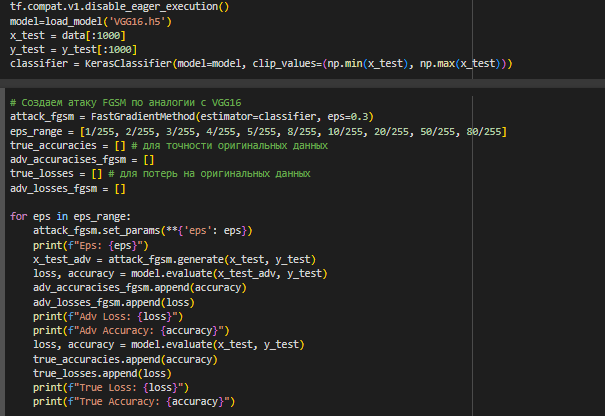 tf.compat.v1.disable_eager_execution()
model=load_model('VGG16.h5')
x_test = data[:1000]
y_test = y_test[:1000]
classifier = KerasClassifier(model=model, clip_values=(np.min(x_test), np.max(x_test)))
# Создаем атаку FGSM по аналогии с VGG16
attack_fgsm = FastGradientMethod(estimator=classifier, eps=0.3)
eps_range = [1/255, 2/255, 3/255, 4/255, 5/255, 8/255, 10/255, 20/255, 50/255, 80/255]
true_accuracies = [] # для точности оригинальных данных
adv_accuracises_fgsm = []
true_losses = [] # для потерь на оригинальных данных
adv_losses_fgsm = []
for eps in eps_range:
    attack_fgsm.set_params(**{'eps': eps})
    print(f"Eps: {eps}")
    x_test_adv = attack_fgsm.generate(x_test, y_test)
    loss, accuracy = model.evaluate(x_test_adv, y_test)
    adv_accuracises_fgsm.append(accuracy)
    adv_losses_fgsm.append(loss)
    print(f"Adv Loss: {loss}")
    print(f"Adv Accuracy: {accuracy}")
    loss, accuracy = model.evaluate(x_test, y_test)
    true_accuracies.append(accuracy)
    true_losses.append(loss)
    print(f"True Loss: {loss}")
    print(f"True Accuracy: {accuracy}")